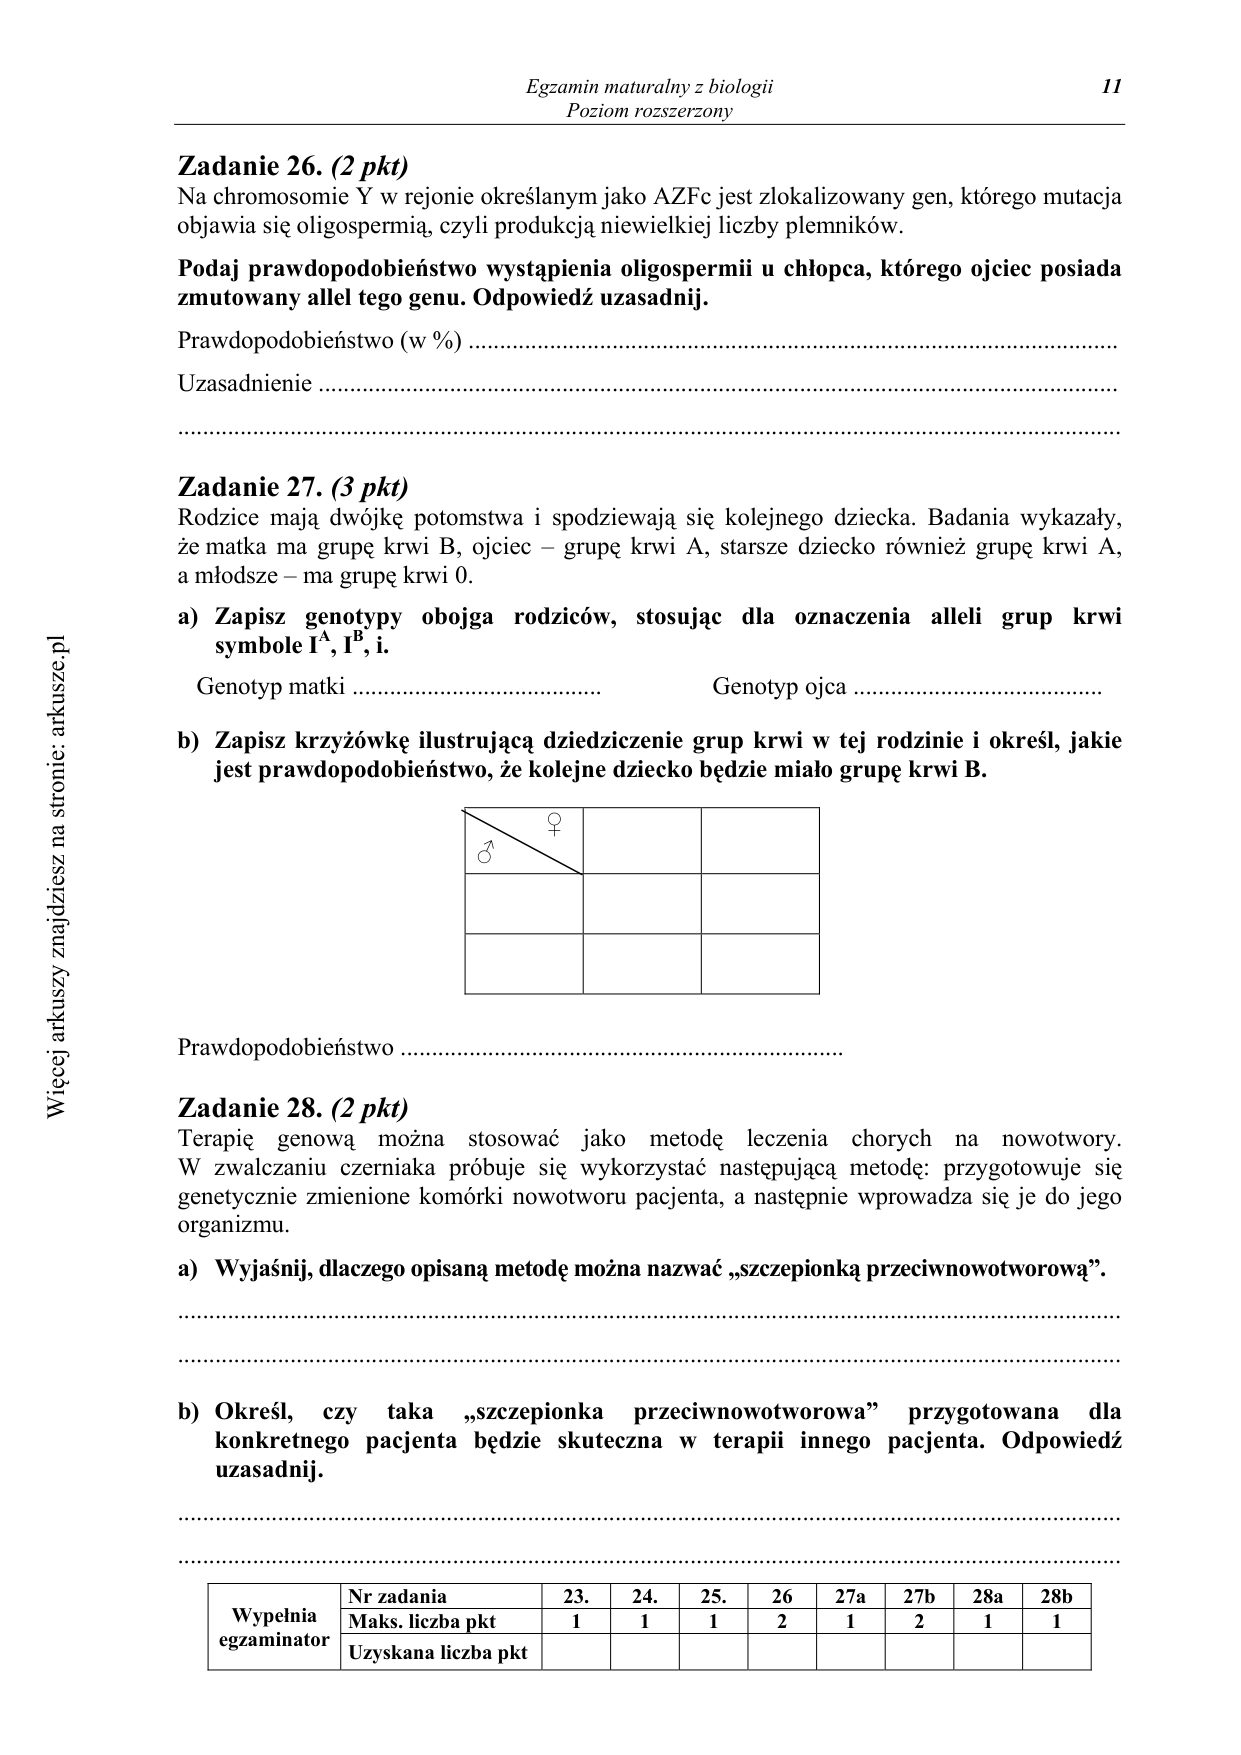 Egzamin maturalny z biologii
11
Poziom rozszerzony
Zadanie 26. (2 pkt)
Na chromosomie Y w rejonie określanym jako AZFc jest zlokalizowany gen, którego mutacja
objawia się oligospermią, czyli produkcją niewielkiej liczby plemników.
Podaj prawdopodobieństwo wystąpienia oligospermii u chłopca, którego ojciec posiada
zmutowany allel tego genu. Odpowiedź uzasadnij.
Prawdopodobieństwo (w %) ........................................................................................................
Uzasadnienie ................................................................................................................................
.......................................................................................................................................................
Zadanie 27. (3 pkt)
Rodzice mają dwójkę potomstwa i spodziewają się kolejnego dziecka. Badania wykazały,
że matka ma grupę krwi B, ojciec – grupę krwi A, starsze dziecko również grupę krwi A,
a młodsze – ma grupę krwi 0.
a) Zapisz genotypy obojga rodziców, stosując dla oznaczenia alleli grup krwi
symbole I^A, I^B, i.
Genotyp matki ........................................ Genotyp ojca ........................................
b) Zapisz krzyżówkę ilustrującą dziedziczenie grup krwi w tej rodzinie i określ, jakie
jest prawdopodobieństwo, że kolejne dziecko będzie miało grupę krwi B.
♀
♂
Prawdopodobieństwo .......................................................................
Zadanie 28. (2 pkt)
Terapię genową można stosować jako metodę leczenia chorych na nowotwory.
W zwalczaniu czerniaka próbuje się wykorzystać następującą metodę: przygotowuje się
genetycznie zmienione komórki nowotworu pacjenta, a następnie wprowadza się je do jego
organizmu.
a) Wyjaśnij, dlaczego opisaną metodę można nazwać „szczepionką przeciwnowotworową”.
.......................................................................................................................................................
.......................................................................................................................................................
b) Określ, czy taka „szczepionka przeciwnowotworowa” przygotowana dla
konkretnego pacjenta będzie skuteczna w terapii innego pacjenta. Odpowiedź
uzasadnij.
.......................................................................................................................................................
.......................................................................................................................................................
Wypełnia egzaminator
Nr zadania 23. 24. 25. 26 27a 27b 28a 28b
Maks. liczba pkt 1 1 1 2 1 2 1 1
Uzyskana liczba pkt
Więcej arkuszy znajdziesz na stronie: arkusze.pl